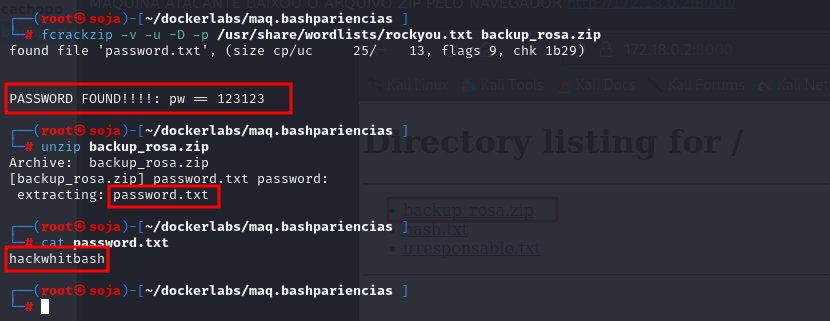 cachopo
MAQUINA ATACANTE BAIXOU O ARQUIVO ZIP PELO NAVEGADOR http://172.18.0.2:8000/
┌──(root㉿soja)-[~/dockerlabs/maq.bashpariencias ]
└─# fcrackzip -v -u -D -p /usr/share/wordlists/rockyou.txt backup_rosa.zip
found file 'password.txt', (size cp/uc     25/    13, flags 9, chk 1b29)
172.18.0.2:8000/
Kali Linux Kali Tools Kali Docs Kali Forums Kali Net
PASSWORD FOUND!!!!: pw == 123123
┌──(root㉿soja)-[~/dockerlabs/maq.bashpariencias ]
└─# unzip backup_rosa.zip
Archive:  backup_rosa.zip
[backup_rosa.zip] password.txt password:
 extracting: password.txt
Directory listing for /
• backup_rosa.zip
• bash.txt
• irresponsable.txt
┌──(root㉿soja)-[~/dockerlabs/maq.bashpariencias ]
└─# cat password.txt
hackwhitbash
┌──(root㉿soja)-[~/dockerlabs/maq.bashpariencias ]
└─#